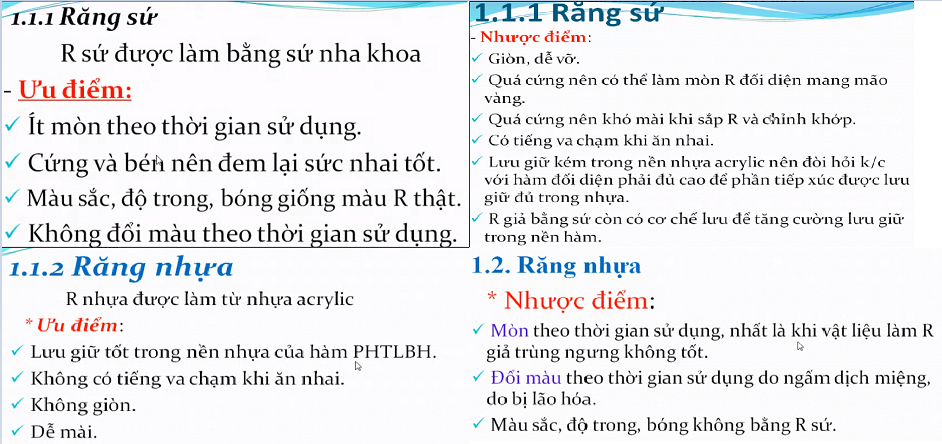 1.1.1 Răng sứ
R sứ được làm bằng sứ nha khoa
- Ưu điểm:
✓ Ít mòn theo thời gian sử dụng.
✓ Cứng và bén nên đem lại sức nhai tốt.
✓ Màu sắc, độ trong, bóng giống màu R thật.
✓ Không đổi màu theo thời gian sử dụng.
1.1.1 Răng sứ
- Nhược điểm:
✓ Giòn, dễ vỡ.
✓ Quá cứng nên có thể làm mòn R đối diện mang mão
vàng.
✓ Quá cứng nên khó mài khi sắp R và chỉnh khớp.
✓ Có tiếng va chạm khi ăn nhai.
✓ Lưu giữ kém trong nền nhựa acrylic nên đòi hỏi k/c
với hàm đối diện phải đủ cao để phần tiếp xúc được lưu
giữ đủ trong nhựa.
✓ R giả bằng sứ còn có cơ chế lưu để tăng cường lưu giữ
trong nền hàm.
1.1.2 Răng nhựa
R nhựa được làm từ nhựa acrylic
* Ưu điểm:
✓ Lưu giữ tốt trong nền nhựa của hàm PHTLBH.
✓ Không có tiếng va chạm khi ăn nhai.
✓ Không giòn.
✓ Dễ mài.
1.2. Răng nhựa
* Nhược điểm:
✓ Mòn theo thời gian sử dụng, nhất là khi vật liệu làm R
giả trùng ngưng không tốt.
✓ Đổi màu theo thời gian sử dụng do ngấm dịch miệng,
do bị lão hóa.
✓ Màu sắc, độ trong, bóng không bằng R sứ.